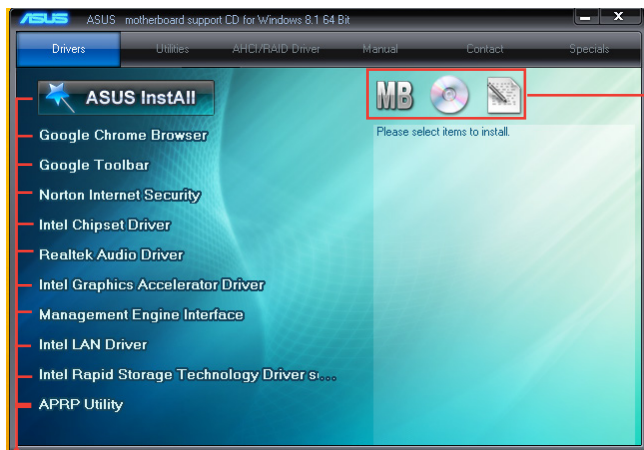 ASUS ASUS motherboard support CD for Windows 8.1 64 Bit
Drivers Utilities AHCI/RAID Driver Manual Contact Specials
ASUS InstAll
MB
Please select items to install.
Google Chrome Browser
Google Toolbar
Norton Internet Security
Intel Chipset Driver
Realtek Audio Driver
Intel Graphics Accelerator Driver
Management Engine Interface
Intel LAN Driver
Intel Rapid Storage Technology Driver s...
APRP Utility